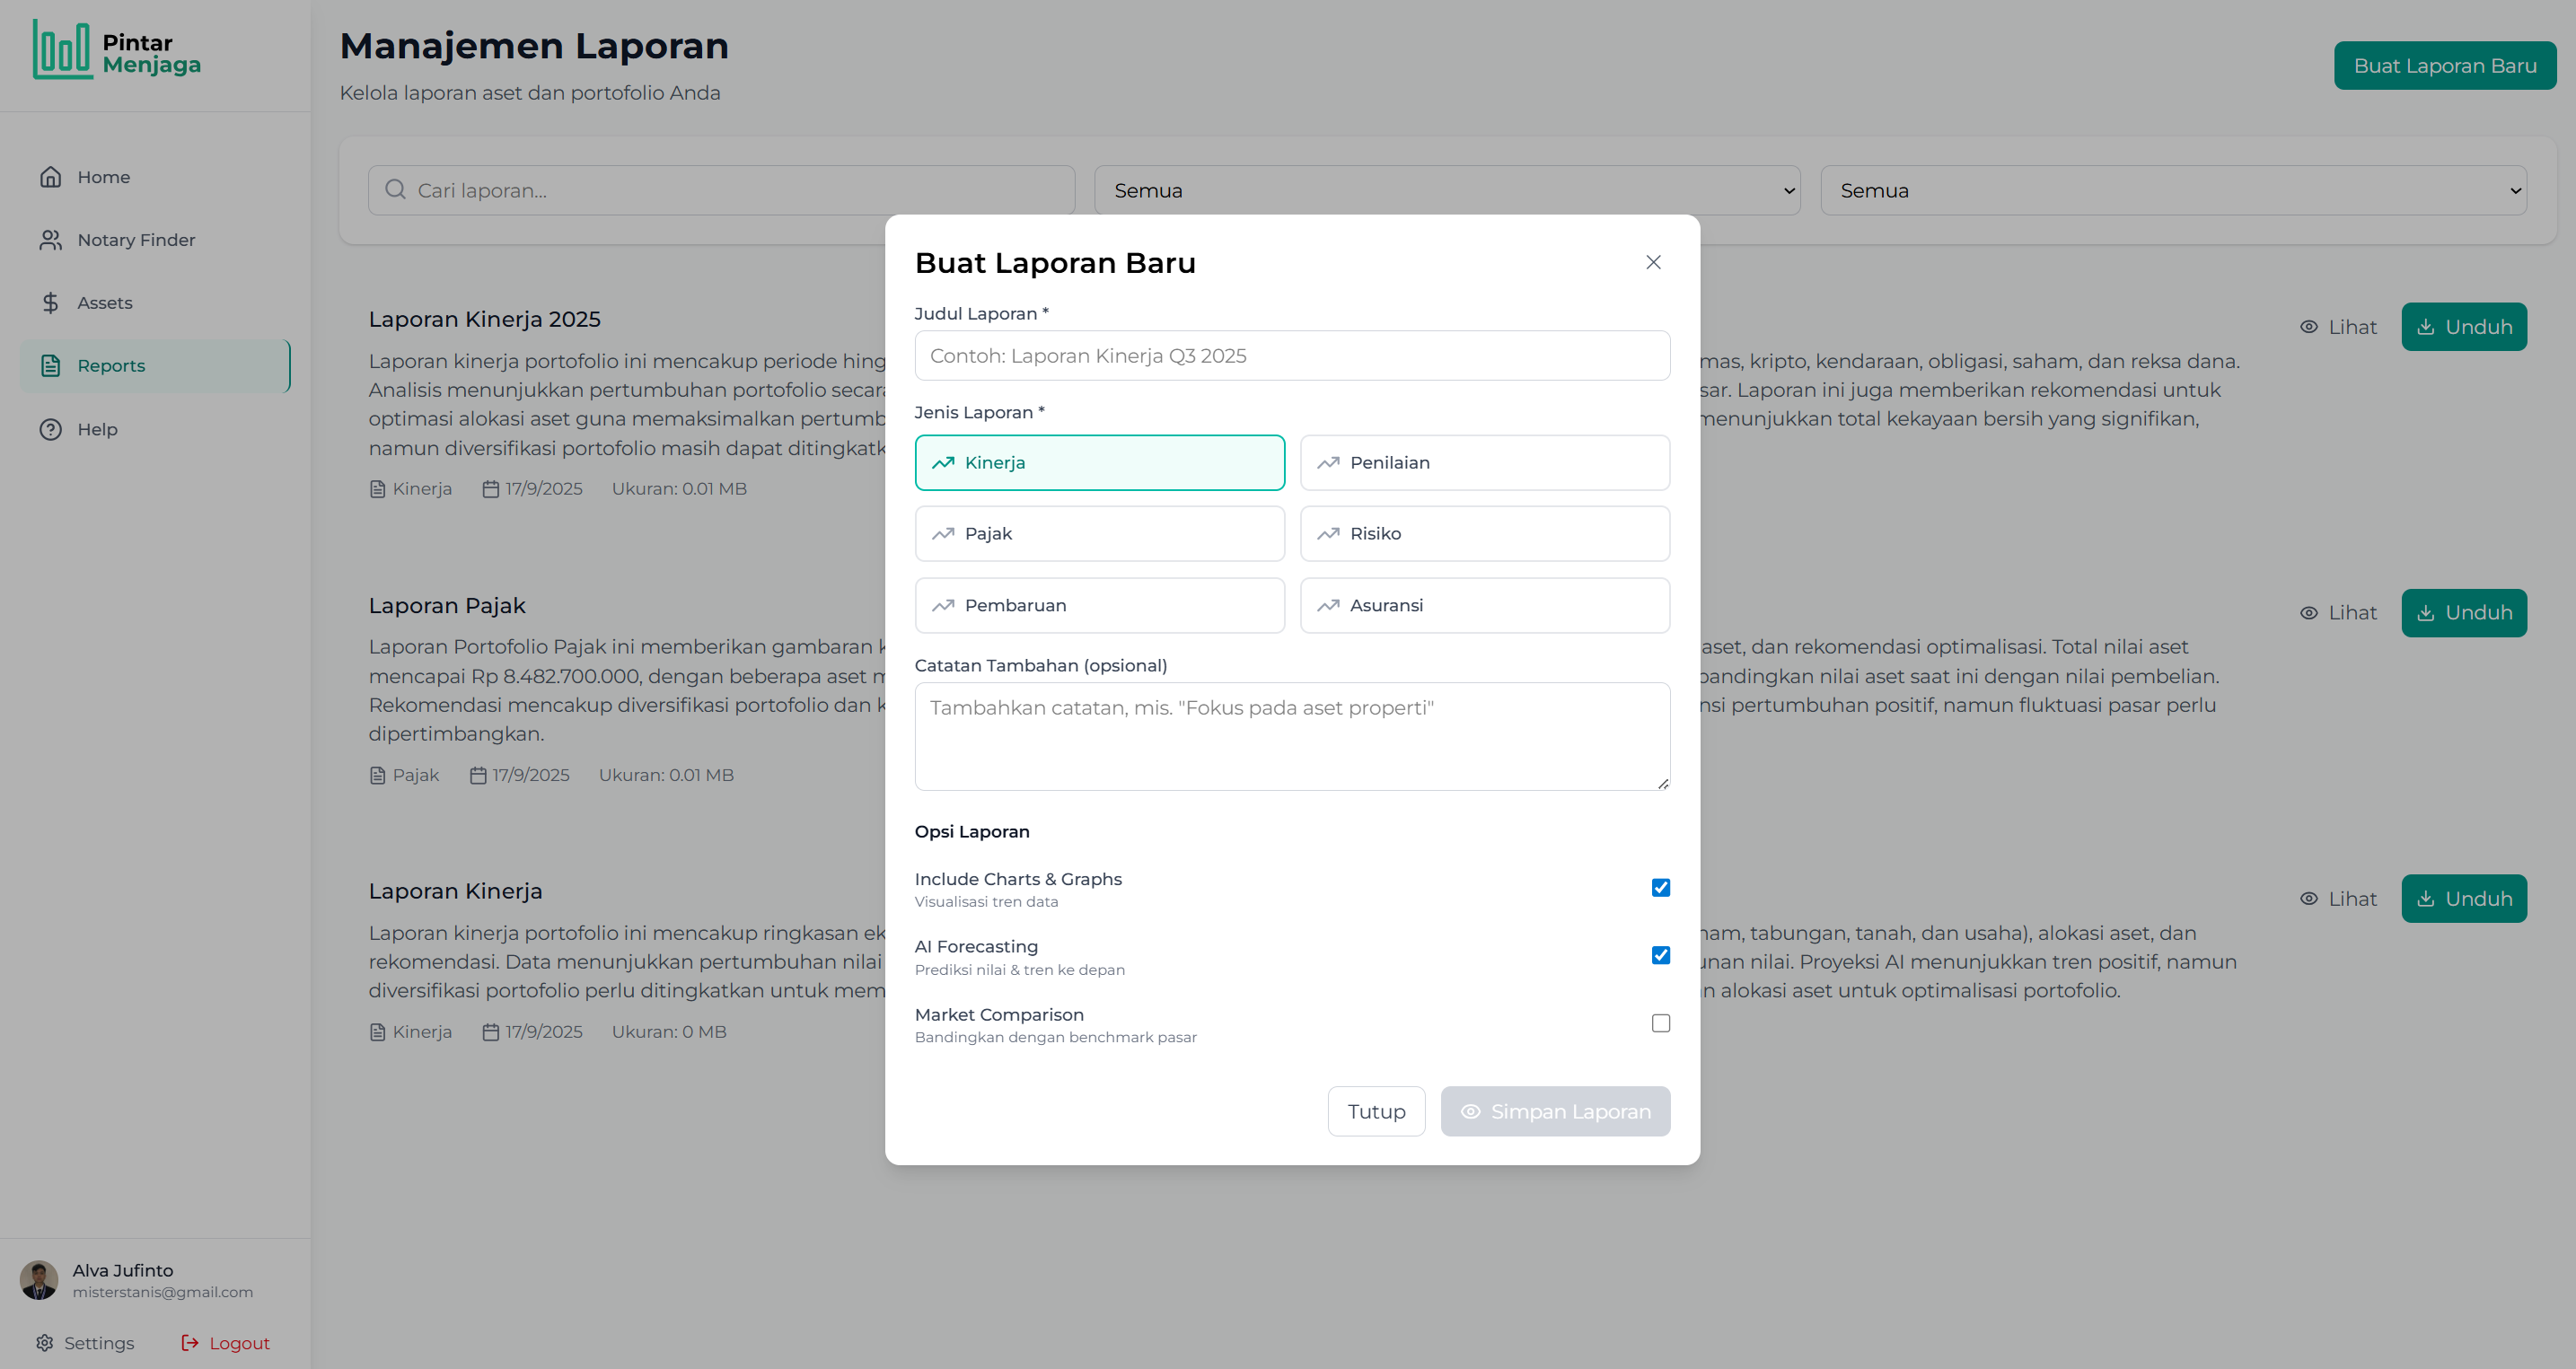 Pintar
Menjaga
Home
Notary Finder
Assets
Reports
Help
Alva Jufinto
misterstanis@gmail.com
Settings
Logout
Manajemen Laporan
Kelola laporan aset dan portofolio Anda
Buat Laporan Baru
Cari laporan...
Semua
Semua
Laporan Kinerja 2025
Lihat
Unduh
Laporan kinerja portofolio ini mencakup periode hing
mas, kripto, kendaraan, obligasi, saham, dan reksa dana.
Analisis menunjukkan pertumbuhan portofolio secara
sar. Laporan ini juga memberikan rekomendasi untuk
optimasi alokasi aset guna memaksimalkan pertumb
menunjukkan total kekayaan bersih yang signifikan,
namun diversifikasi portofolio masih dapat ditingkatk
Kinerja
17/9/2025
Ukuran: 0.01 MB
Laporan Pajak
Lihat
Unduh
Laporan Portofolio Pajak ini memberikan gambaran k
aset, dan rekomendasi optimalisasi. Total nilai aset
mencapai Rp 8.482.700.000, dengan beberapa aset m
bandingkan nilai aset saat ini dengan nilai pembelian.
Rekomendasi mencakup diversifikasi portofolio dan k
nsi pertumbuhan positif, namun fluktuasi pasar perlu
dipertimbangkan.
Pajak
17/9/2025
Ukuran: 0.01 MB
Laporan Kinerja
Lihat
Unduh
Laporan kinerja portofolio ini mencakup ringkasan ek
ham, tabungan, tanah, dan usaha), alokasi aset, dan
rekomendasi. Data menunjukkan pertumbuhan nilai
unan nilai. Proyeksi AI menunjukkan tren positif, namun
diversifikasi portofolio perlu ditingkatkan untuk mem
n alokasi aset untuk optimalisasi portofolio.
Kinerja
17/9/2025
Ukuran: 0 MB
Buat Laporan Baru
Judul Laporan *
Contoh: Laporan Kinerja Q3 2025
Jenis Laporan *
Kinerja
Penilaian
Pajak
Risiko
Pembaruan
Asuransi
Catatan Tambahan (opsional)
Tambahkan catatan, mis. "Fokus pada aset properti"
Opsi Laporan
Include Charts & Graphs
Visualisasi tren data
AI Forecasting
Prediksi nilai & tren ke depan
Market Comparison
Bandingkan dengan benchmark pasar
Tutup
Simpan Laporan